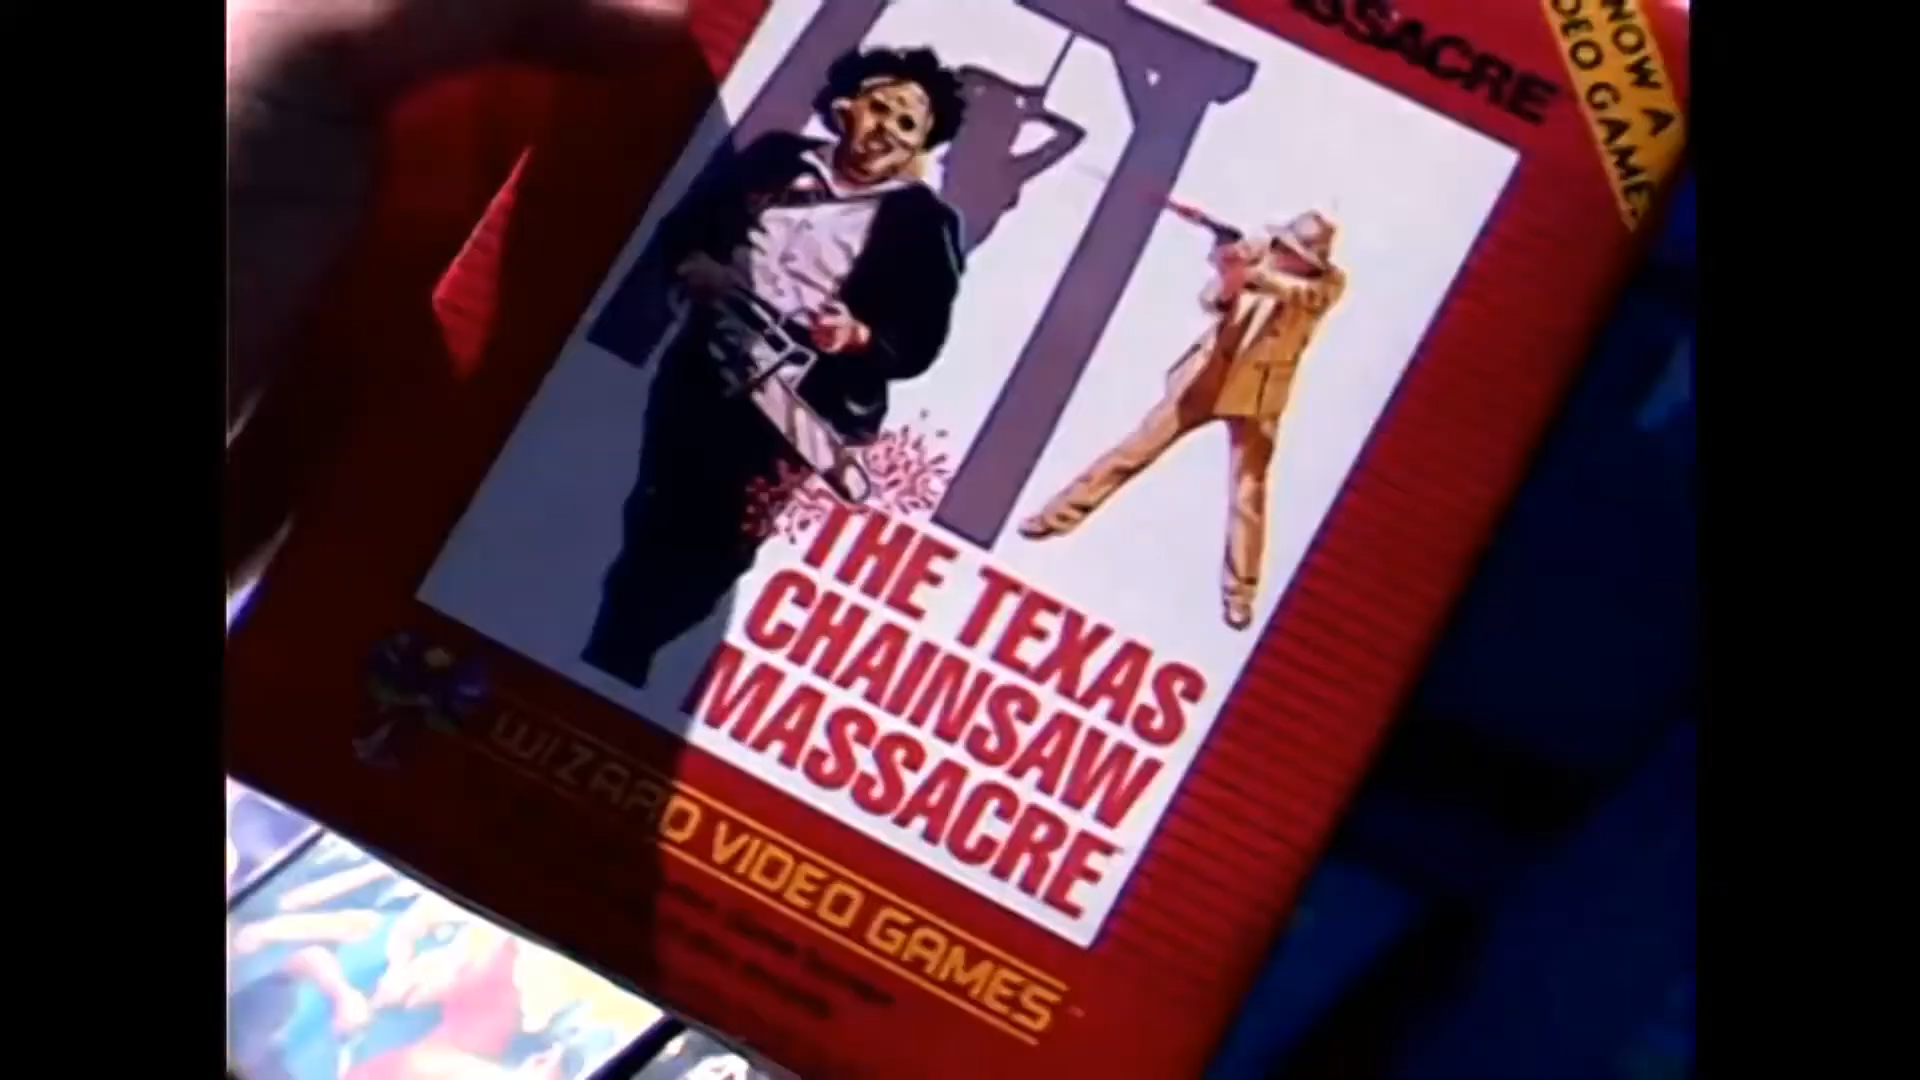 NOW A
VIDEO GAME
MASSACRE
THE TEXAS
CHAINSAW
MASSACRE
WIZARD VIDEO GAMES